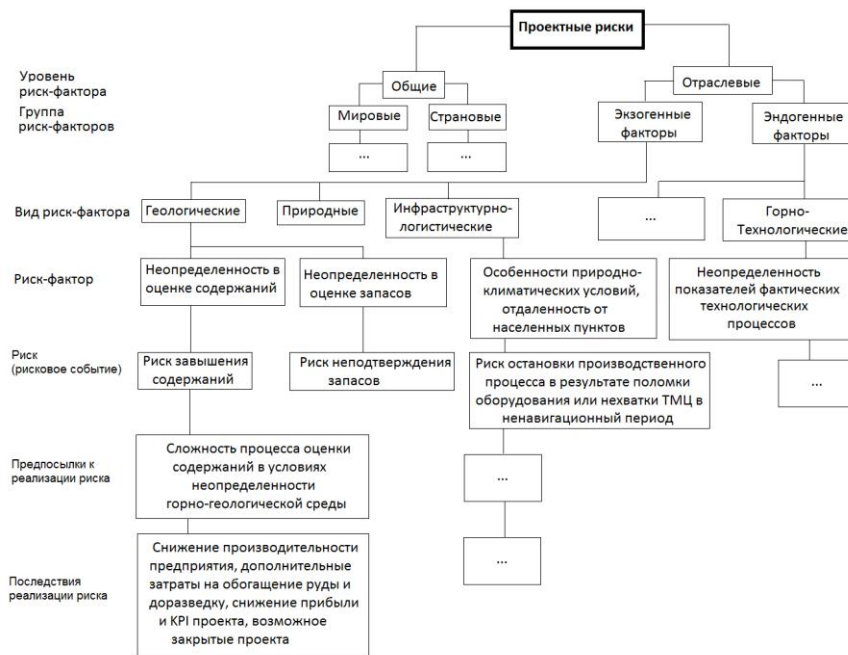 Проектные риски
Уровень
риск-фактора
Общие
Отраслевые
Группа
риск-факторов
Мировые
Страновые
Экзогенные
факторы
Эндогенные
факторы
...
...
Вид риск-фактора
Геологические
Природные
Инфраструктурно-
логистические
...
Горно-
Технологические
Риск-фактор
Неопределенность в
оценке содержаний
Неопределенность в
оценке запасов
Особенности природно-
климатических условий,
отдаленность от
населенных пунктов
Неопределенность
показателей фактических
технологических
процессов
Риск
(рисковое событие)
Риск завышения
содержаний
Риск неподтверждения
запасов
Риск остановки производственного
процесса в результате поломки
оборудования или нехватки ТМЦ в
ненавигационный период
...
Предпосылки к
реализации риска
Сложность процесса оценки
содержаний в условиях
неопределенности
горно-геологической среды
...
Последствия
реализации риска
Снижение производительности
предприятия, дополнительные
затраты на обогащение руды и
доразведку, снижение прибыли
и KPI проекта, возможное
закрытые проекта
...